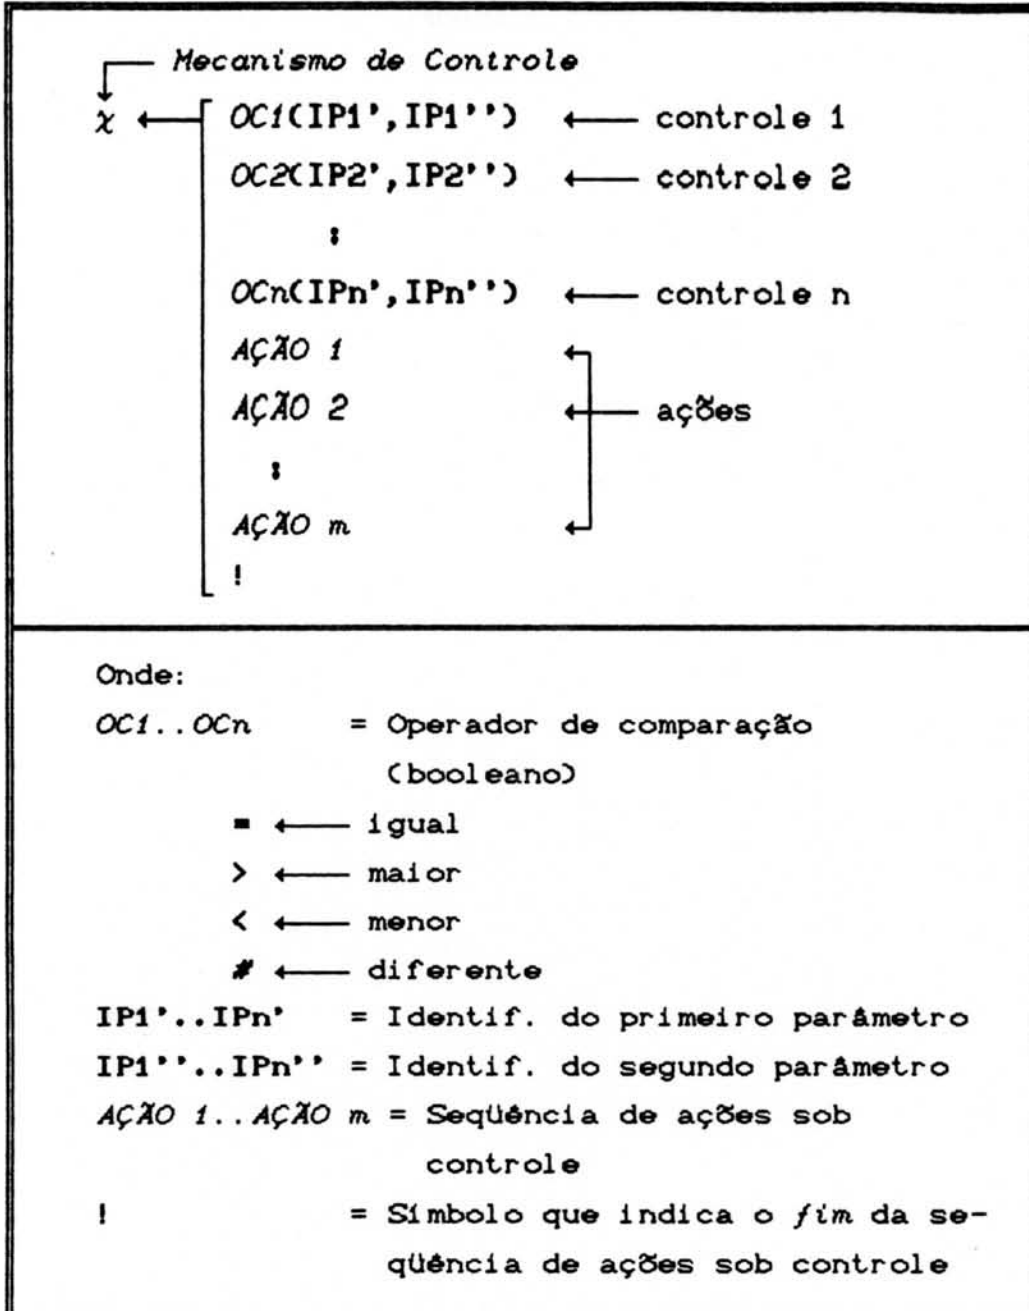 Mecanismo de Controle
χ ← OC1(IP1',IP1'') ← controle 1
OC2(IP2',IP2'') ← controle 2
:
OCn(IPn',IPn'') ← controle n
AÇÃO 1
AÇÃO 2 ← ações
:
AÇÃO m
!
Onde:
OC1..OCn = Operador de comparação
(booleano)
= ← igual
> ← maior
< ← menor
# ← diferente
IP1'..IPn' = Identif. do primeiro parâmetro
IP1''..IPn'' = Identif. do segundo parâmetro
AÇÃO 1..AÇÃO m = Seqüência de ações sob
controle
! = Símbolo que indica o fim da se-
qüência de ações sob controle